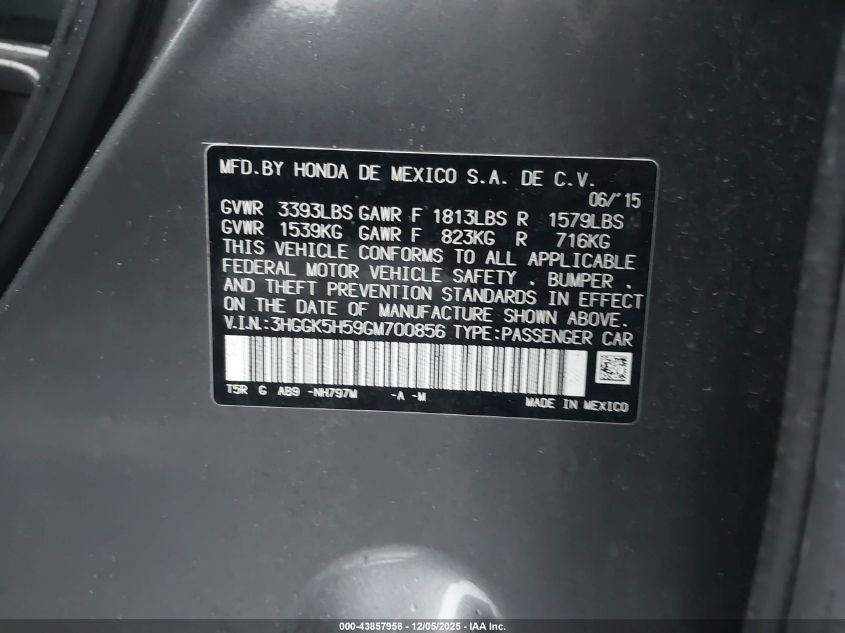 MFD.BY HONDA DE MEXICO S.A. DE C.V.
06/'15
GVWR 3393LBS GAWR F 1813LBS R 1579LBS
GVWR 1539KG GAWR F 823KG R 716KG
THIS VEHICLE CONFORMS TO ALL APPLICABLE
FEDERAL MOTOR VEHICLE SAFETY , BUMPER ,
AND THEFT PREVENTION STANDARDS IN EFFECT
ON THE DATE OF MANUFACTURE SHOWN ABOVE.
V.I.N.:3HGGK5H59GM700856 TYPE:PASSENGER CAR
T5R G AB9 -NH797M -A -M
MADE IN MEXICO
000-43857958 - 12/05/2025 - IAA Inc.